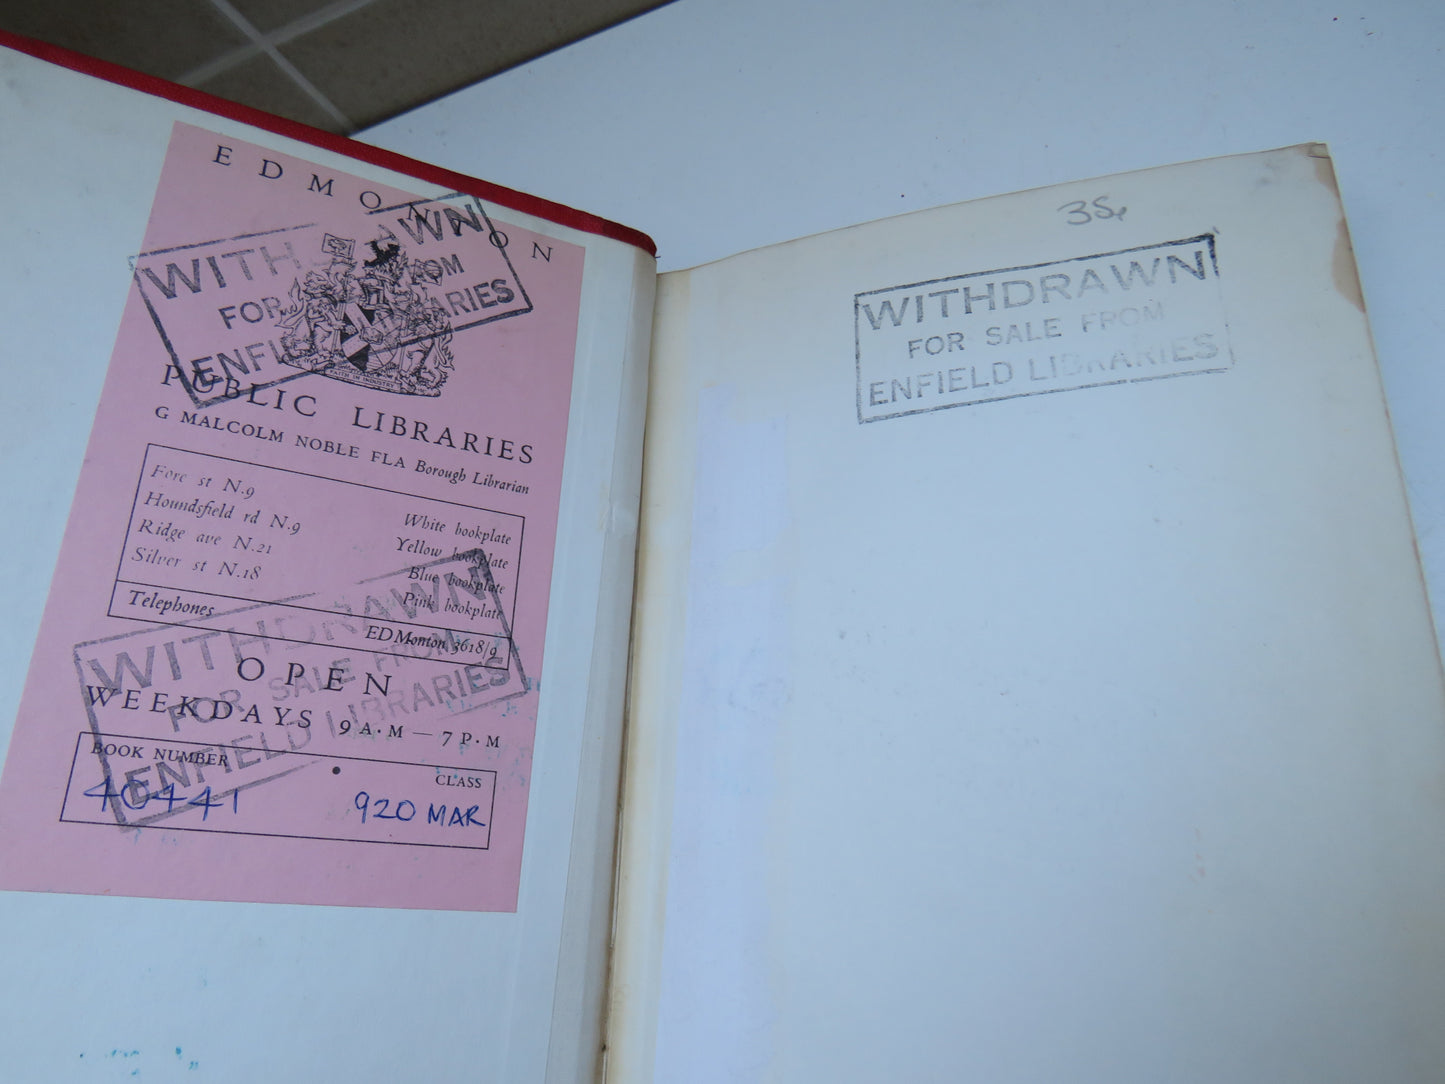 EDMONTON
WITHDRAWN
FOR SALE FROM
ENFIELD LIBRARIES
FAITH IN INDUSTRY
PUBLIC LIBRARIES
G MALCOLM NOBLE FLA Borough Librarian
Fore st N.9 White bookplate
Houndsfield rd N.9 Yellow bookplate
Ridge ave N.21 Blue bookplate
Silver st N.18 Pink bookplate
Telephones EDMonton 3618/9
WITHDRAWN
FOR SALE FROM
ENFIELD LIBRARIES
OPEN
WEEKDAYS 9 A·M — 7 P·M
BOOK NUMBER CLASS
40441 920 MAR
WITHDRAWN
FOR SALE FROM
ENFIELD LIBRARIES